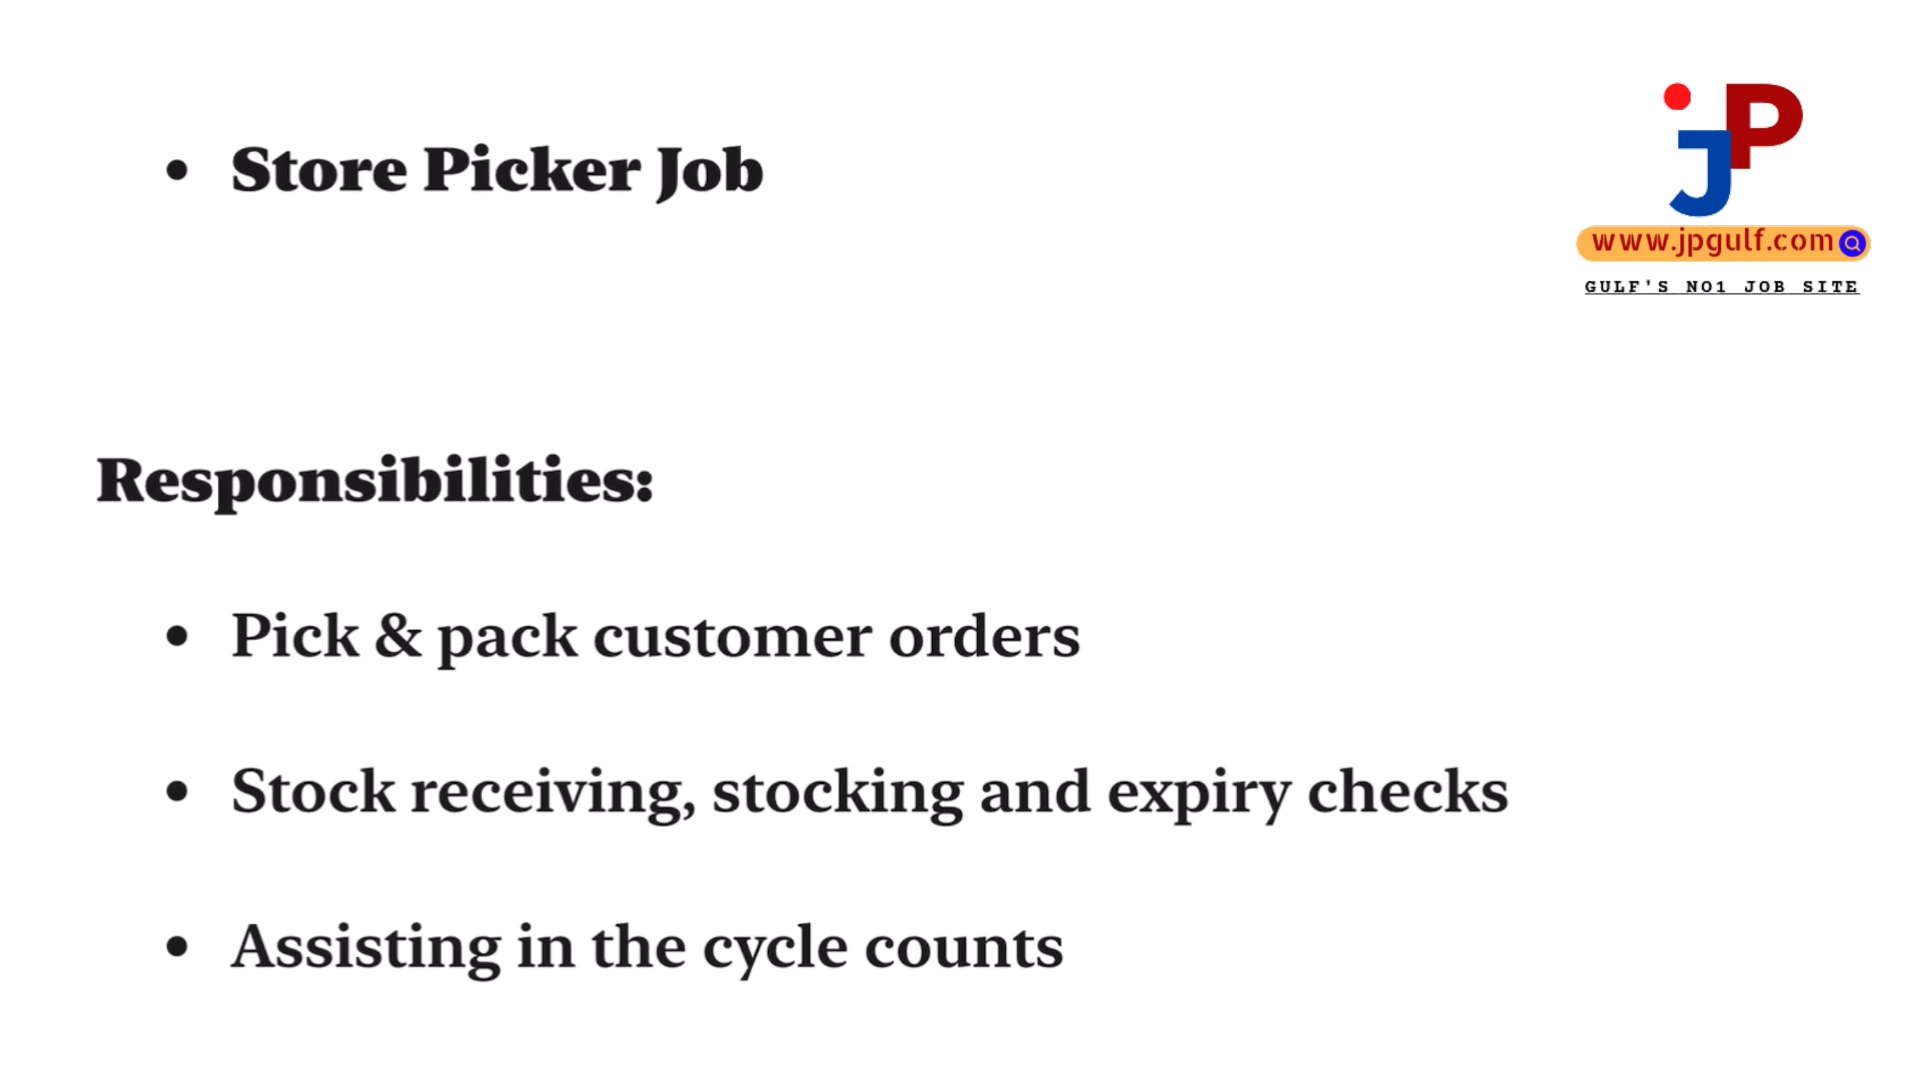 Store Picker Job
JP
www.jpgulf.com
GULF'S NO1 JOB SITE
Responsibilities:
Pick & pack customer orders
Stock receiving, stocking and expiry checks
Assisting in the cycle counts